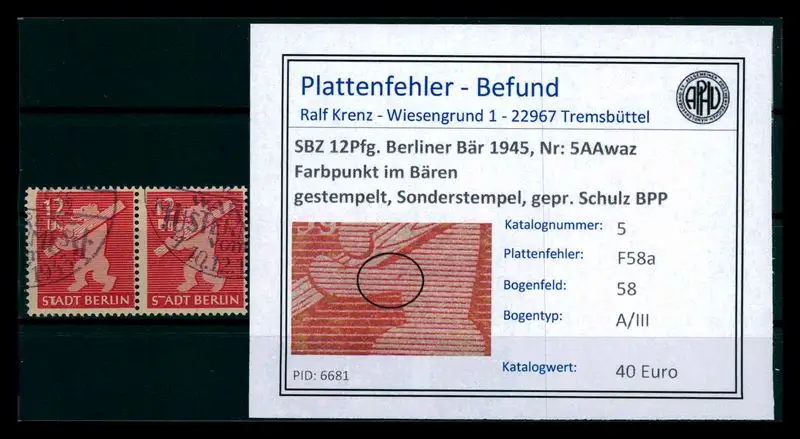 Plattenfehler - Befund
Ralf Krenz - Wiesengrund 1 - 22967 Tremsbüttel
SBZ 12Pfg. Berliner Bär 1945, Nr: 5AAwaz
Farbpunkt im Bären
gestempelt, Sonderstempel, gepr. Schulz BPP
Katalognummer: 5
Plattenfehler: F58a
Bogenfeld: 58
Bogentyp: A/III
Katalogwert: 40 Euro
PID: 6681
12
STADT BERLIN
12
STADT BERLIN